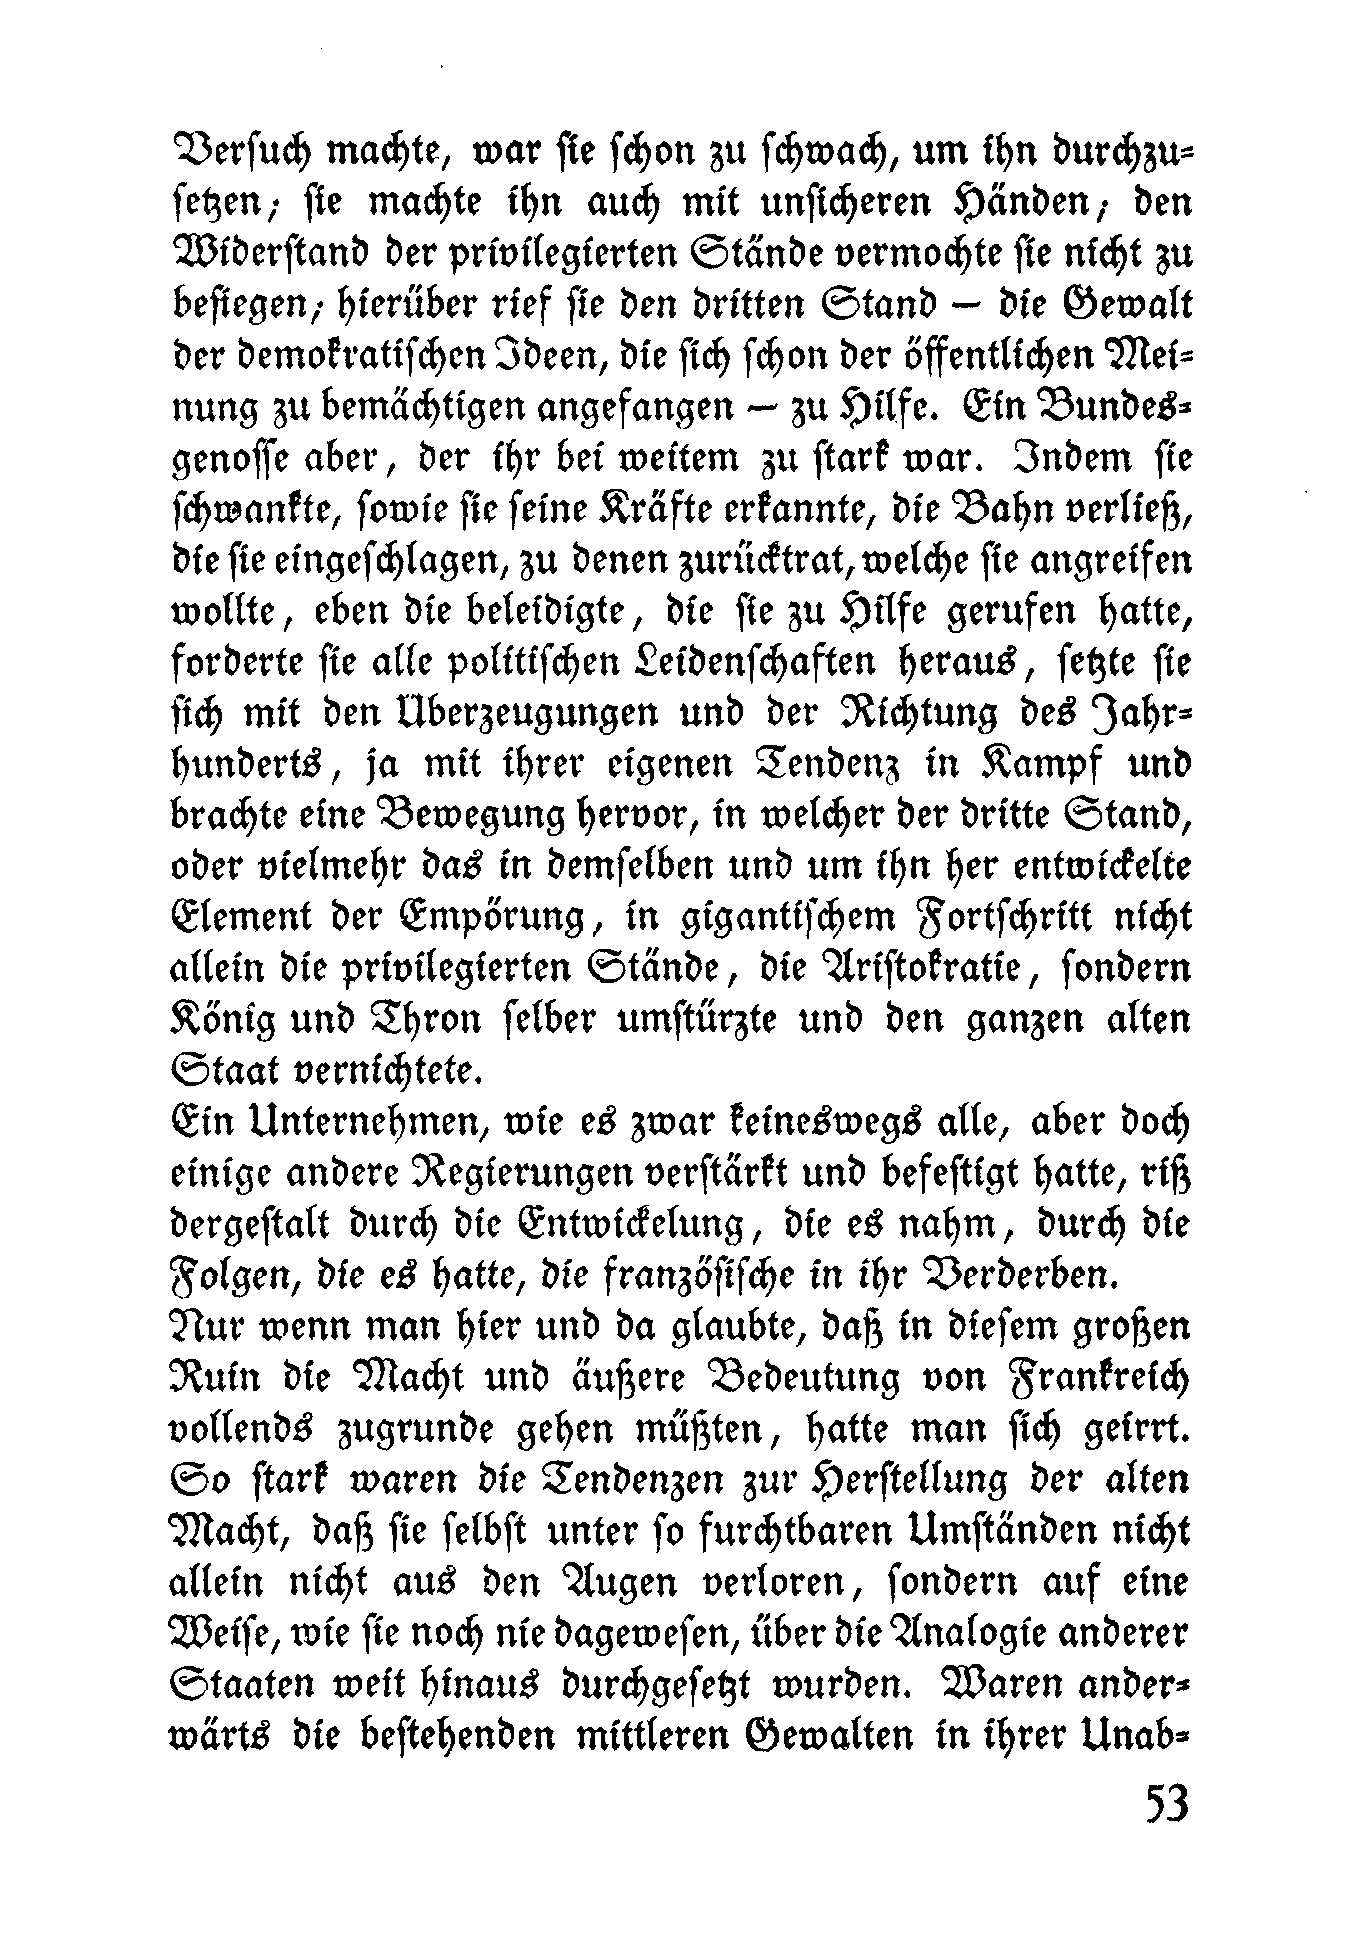 Versuch machte, war sie schon zu schwach, um ihn durchzu-
setzen; sie machte ihn auch mit unsicheren Händen; den
Widerstand der privilegierten Stände vermochte sie nicht zu
besiegen; hierüber rief sie den dritten Stand — die Gewalt
der demokratischen Ideen, die sich schon der öffentlichen Mei-
nung zu bemächtigen angefangen — zu Hilfe. Ein Bundes-
genosse aber, der ihr bei weitem zu stark war. Indem sie
schwankte, sowie sie seine Kräfte erkannte, die Bahn verließ,
die sie eingeschlagen, zu denen zurücktrat, welche sie angreifen
wollte, eben die beleidigte, die sie zu Hilfe gerufen hatte,
forderte sie alle politischen Leidenschaften heraus, setzte sie
sich mit den Überzeugungen und der Richtung des Jahr-
hunderts, ja mit ihrer eigenen Tendenz in Kampf und
brachte eine Bewegung hervor, in welcher der dritte Stand,
oder vielmehr das in demselben und um ihn her entwickelte
Element der Empörung, in gigantischem Fortschritt nicht
allein die privilegierten Stände, die Aristokratie, sondern
König und Thron selber umstürzte und den ganzen alten
Staat vernichtete.
Ein Unternehmen, wie es zwar keineswegs alle, aber doch
einige andere Regierungen verstärkt und befestigt hatte, riß
dergestalt durch die Entwickelung, die es nahm, durch die
Folgen, die es hatte, die französische in ihr Verderben.
Nur wenn man hier und da glaubte, daß in diesem großen
Ruin die Macht und äußere Bedeutung von Frankreich
vollends zugrunde gehen müßten, hatte man sich geirrt.
So stark waren die Tendenzen zur Herstellung der alten
Macht, daß sie selbst unter so furchtbaren Umständen nicht
allein nicht aus den Augen verloren, sondern auf eine
Weise, wie sie noch nie dagewesen, über die Analogie anderer
Staaten weit hinaus durchgesetzt wurden. Waren ander-
wärts die bestehenden mittleren Gewalten in ihrer Unab-
53